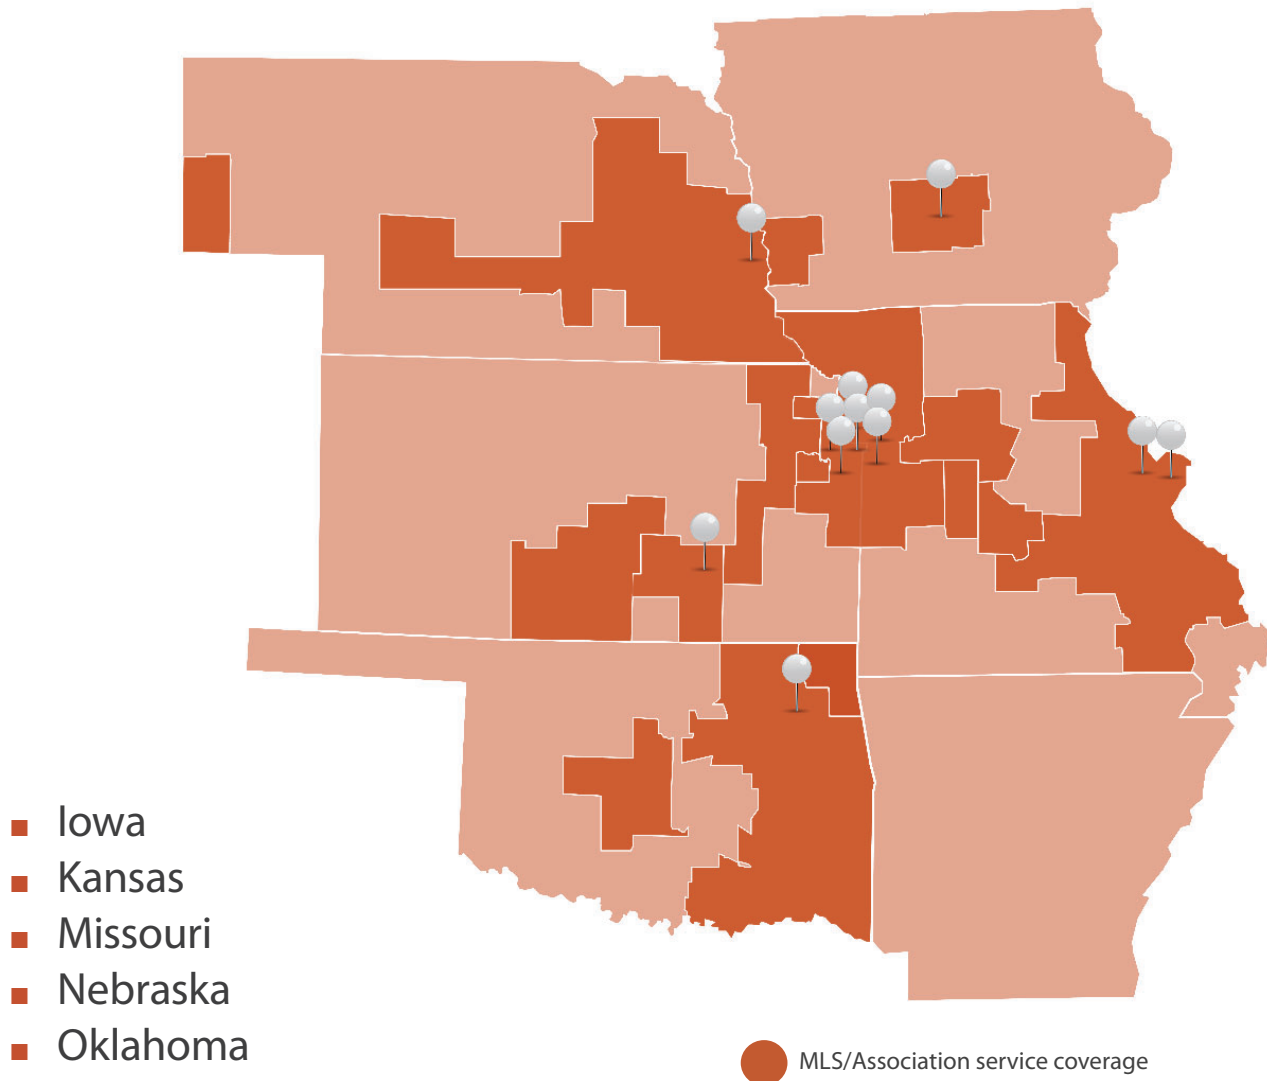 Iowa
Kansas
Missouri
Nebraska
Oklahoma
MLS/Association service coverage